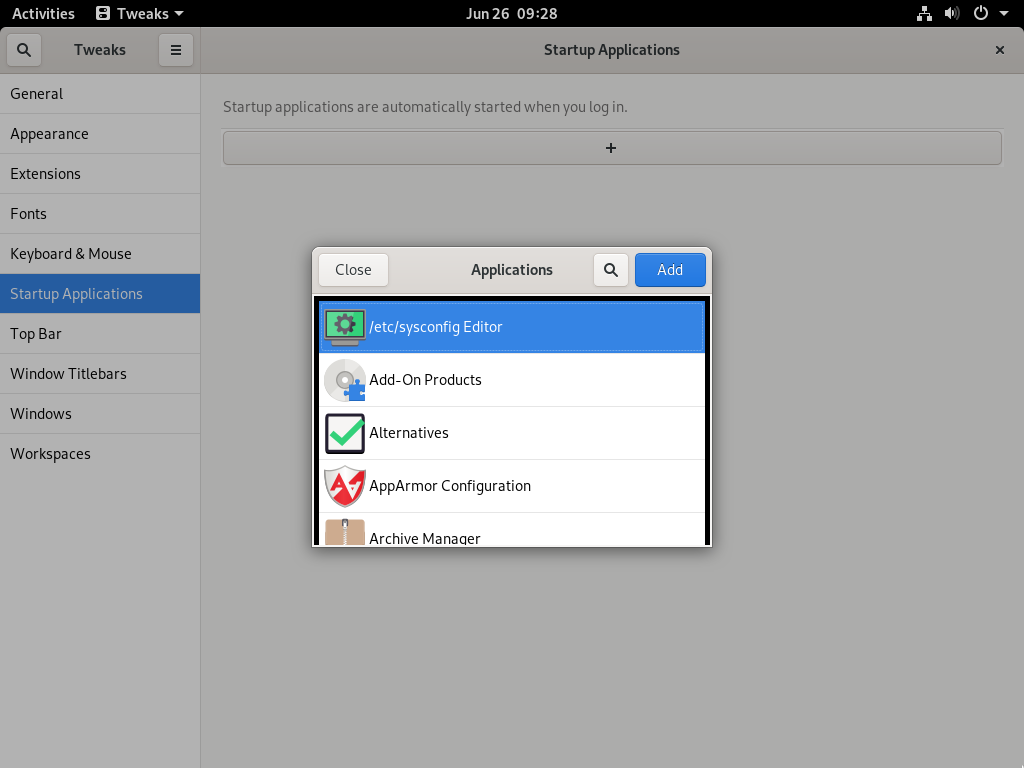 Activities Tweaks Jun 26 09:28
Tweaks Startup Applications
General
Appearance
Extensions
Fonts
Keyboard & Mouse
Startup Applications
Top Bar
Window Titlebars
Windows
Workspaces
Startup applications are automatically started when you log in.
+
Close Applications Add
/etc/sysconfig Editor
Add-On Products
Alternatives
AppArmor Configuration
Archive Manager